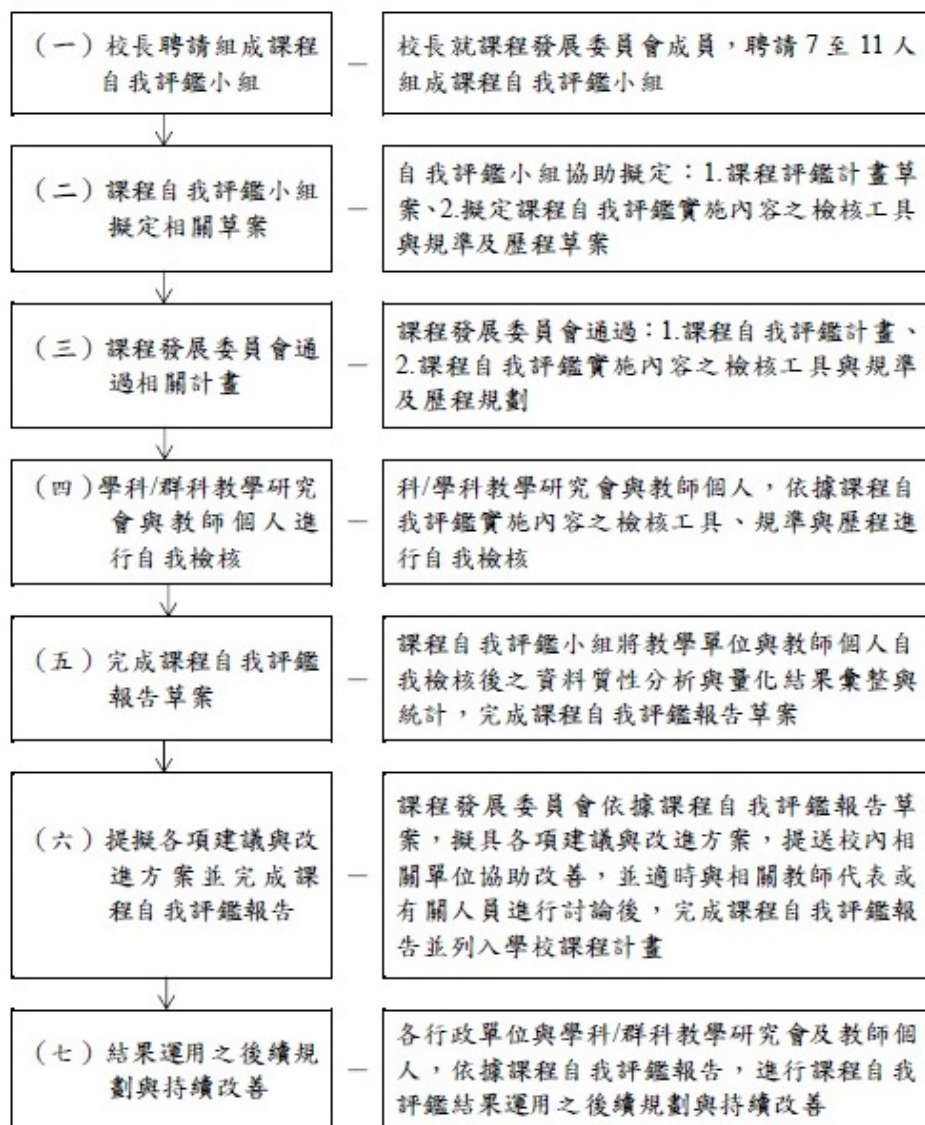 （一）校長聘請組成課程
自我評鑑小組
校長就課程發展委員會成員，聘請 7 至 11 人
組成課程自我評鑑小組
（二）課程自我評鑑小組
擬定相關草案
自我評鑑小組協助擬定：1.課程評鑑計畫草
案、2.擬定課程自我評鑑實施內容之檢核工具
與規準及歷程草案
（三）課程發展委員會通
過相關計畫
課程發展委員會通過：1.課程自我評鑑計畫、
2.課程自我評鑑實施內容之檢核工具與規準
及歷程規劃
（四）學科/群科教學研究
會與教師個人進
行自我檢核
科/學科教學研究會與教師個人，依據課程自
我評鑑實施內容之檢核工具、規準與歷程進
行自我檢核
（五）完成課程自我評鑑
報告草案
課程自我評鑑小組將教學單位與教師個人自
我檢核後之資料質性分析與量化結果彙整與
統計，完成課程自我評鑑報告草案
（六）提擬各項建議與改
進方案並完成課
程自我評鑑報告
課程發展委員會依據課程自我評鑑報告草
案，擬具各項建議與改進方案，提送校內相
關單位協助改善，並適時與相關教師代表或
有關人員進行討論後，完成課程自我評鑑報
告並列入學校課程計畫
（七）結果運用之後續規
劃與持續改善
各行政單位與學科/群科教學研究會及教師個
人，依據課程自我評鑑報告，進行課程自我
評鑑結果運用之後續規劃與持續改善